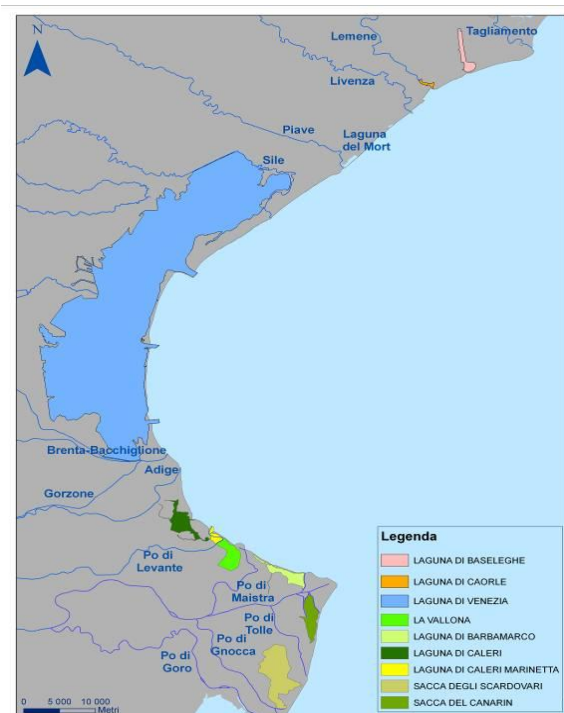 N
Lemene
Tagliamento
Livenza
Piave
Laguna
del Mort
Sile
Brenta-Bacchiglione
Adige
Gorzone
Po di
Levante
Po di
Maistra
Po di
Tolle
Po di
Gnocca
Po di
Goro
Legenda
LAGUNA DI BASELEGHE
LAGUNA DI CAORLE
LAGUNA DI VENEZIA
LA VALLONA
LAGUNA DI BARBAMARCO
LAGUNA DI CALERI
LAGUNA DI CALERI MARINETTA
SACCA DEGLI SCARDOVARI
SACCA DEL CANARIN
0 5 000 10 000
Metri